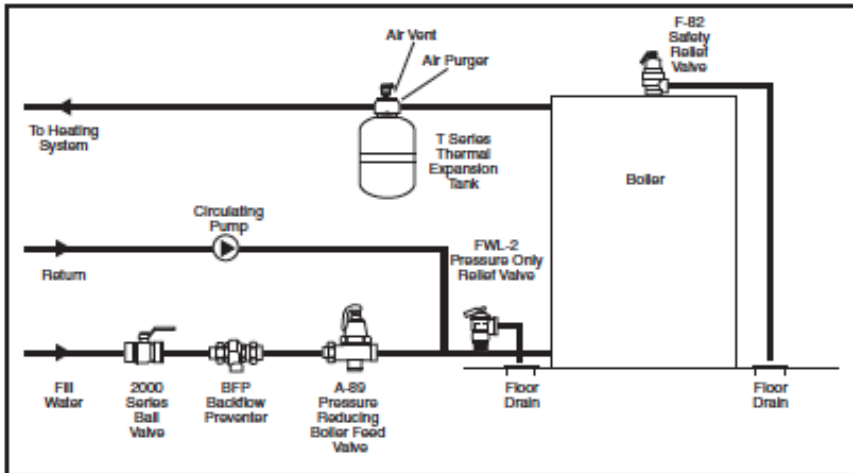 Air Vent
Air Purger
F-82
Safety
Relief
Valve
To Heating
System
T Series
Thermal
Expansion
Tank
Boiler
Circulating
Pump
Return
FWL-2
Pressure Only
Relief Valve
Fill
Water
2000
Series
Ball
Valve
BFP
Backflow
Preventer
A-89
Pressure
Reducing
Boiler Feed
Valve
Floor
Drain
Floor
Drain